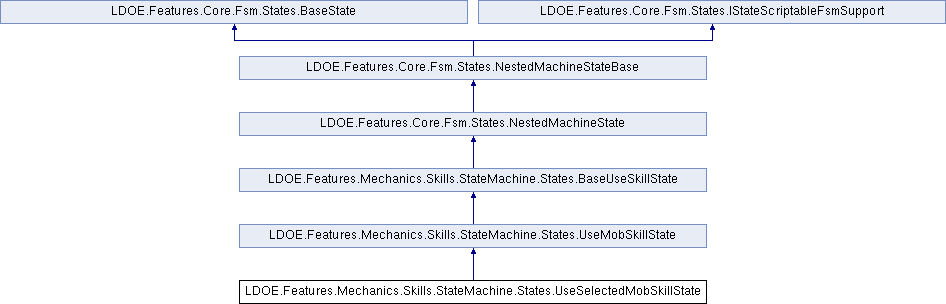 LDOE.Features.Core.Fsm.States.BaseState
LDOE.Features.Core.Fsm.States.IStateScriptableFsmSupport
LDOE.Features.Core.Fsm.States.NestedMachineStateBase
LDOE.Features.Core.Fsm.States.NestedMachineState
LDOE.Features.Mechanics.Skills.StateMachine.States.BaseUseSkillState
LDOE.Features.Mechanics.Skills.StateMachine.States.UseMobSkillState
LDOE.Features.Mechanics.Skills.StateMachine.States.UseSelectedMobSkillState